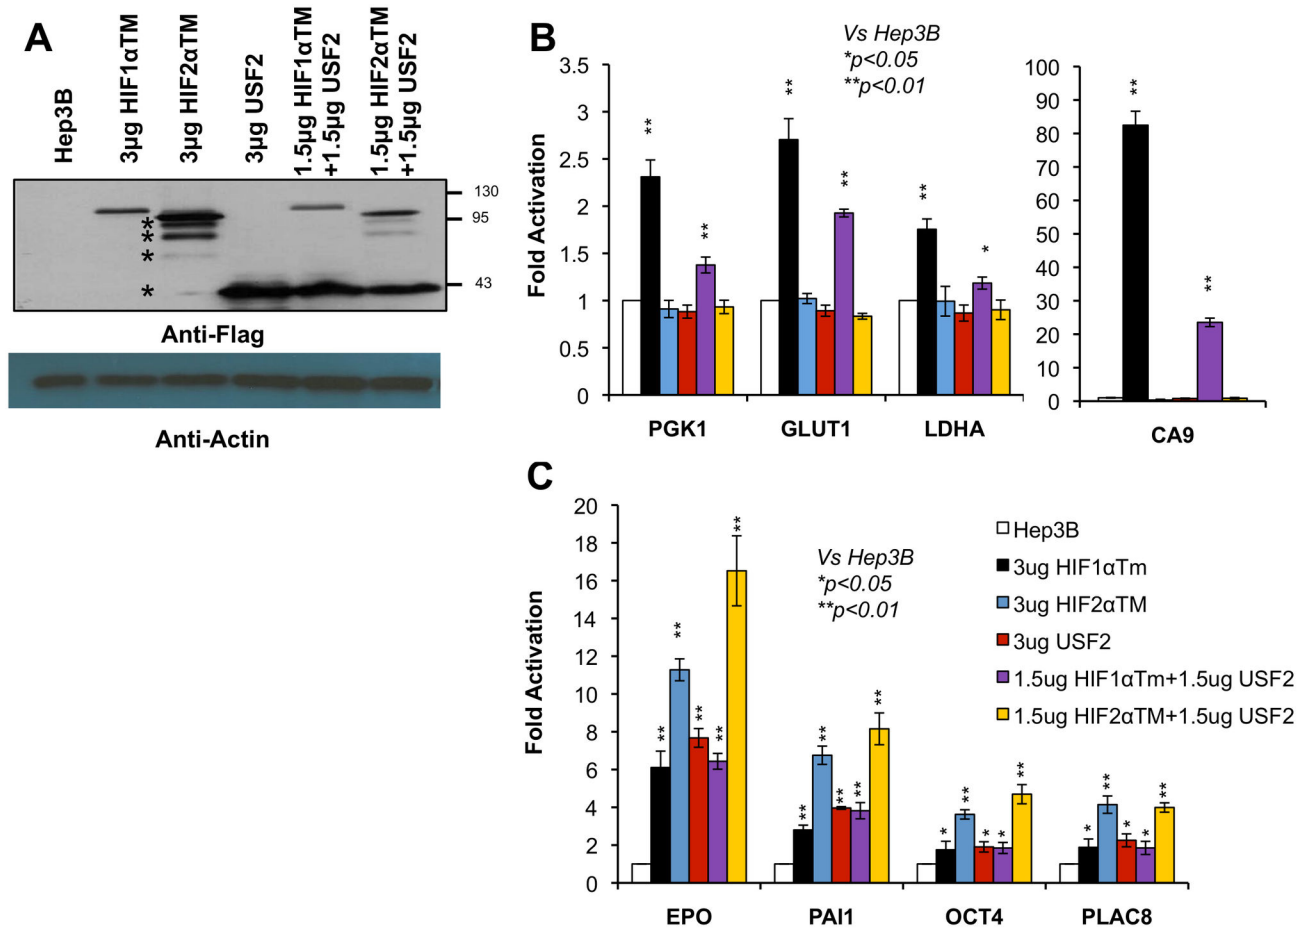 A
Hep3B
3µg HIF1αTM
3µg HIF2αTM
3µg USF2
1.5µg HIF1αTM
+1.5µg USF2
1.5µg HIF2αTM
+1.5µg USF2
130
95
43
*
*
*
*
Anti-Flag
Anti-Actin
B
Vs Hep3B
*p<0.05
**p<0.01
Fold Activation
3.5
3
2.5
2
1.5
1
0.5
0
**
**
**
**
**
*
PGK1
GLUT1
LDHA
100
90
80
70
60
50
40
30
20
10
0
**
**
CA9
C
Vs Hep3B
*p<0.05
**p<0.01
Fold Activation
20
18
16
14
12
10
8
6
4
2
0
**
**
**
**
**
**
**
**
**
**
*
**
*
*
**
*
**
*
*
**
EPO
PAI1
OCT4
PLAC8
Hep3B
3ug HIF1αTm
3ug HIF2αTM
3ug USF2
1.5ug HIF1αTm+1.5ug USF2
1.5ug HIF2αTM+1.5ug USF2